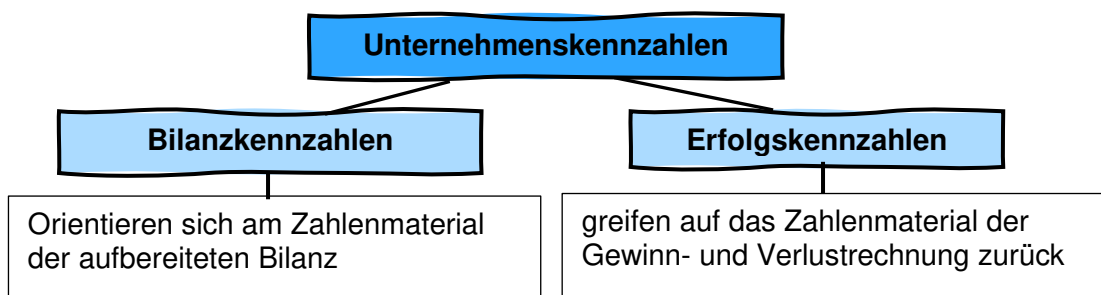 Unternehmenskennzahlen
Bilanzkennzahlen
Erfolgskennzahlen
Orientieren sich am Zahlenmaterial
der aufbereiteten Bilanz
greifen auf das Zahlenmaterial der
Gewinn- und Verlustrechnung zurück